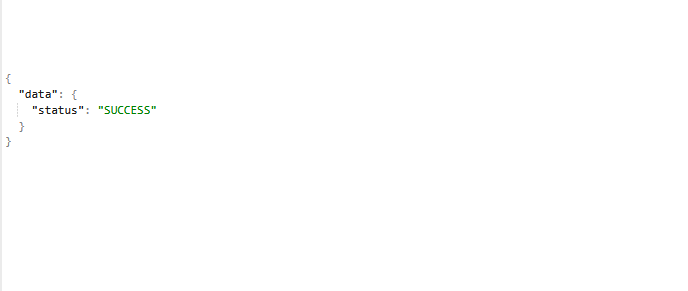 {
  "data": {
    "status": "SUCCESS"
  }
}